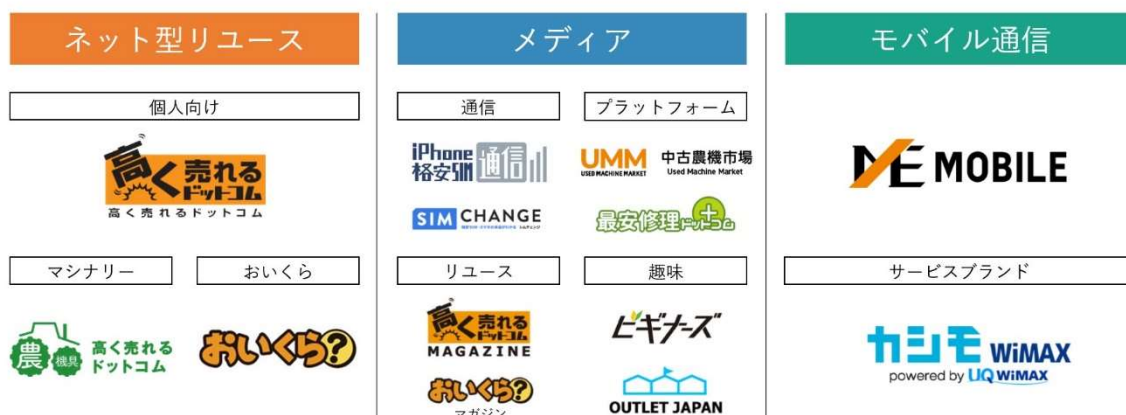 ネット型リユース
個人向け
高く売れる
ドットコム
高く売れるドットコム
マシナリー
おいくら
農機具
高く売れる
ドットコム
おいくら?
メディア
通信
プラットフォーム
iPhone
格安SIM
通信
UMM
USED MACHINE MARKET
中古農機市場
Used Machine Market
SIM CHANGE
最安修理ドットコム
リユース
趣味
高く売れる
ドットコム
MAGAZINE
ビギナーズ
おいくら?
マガジン
OUTLET JAPAN
モバイル通信
ME MOBILE
サービスブランド
カシモ WiMAX
powered by UQ WiMAX